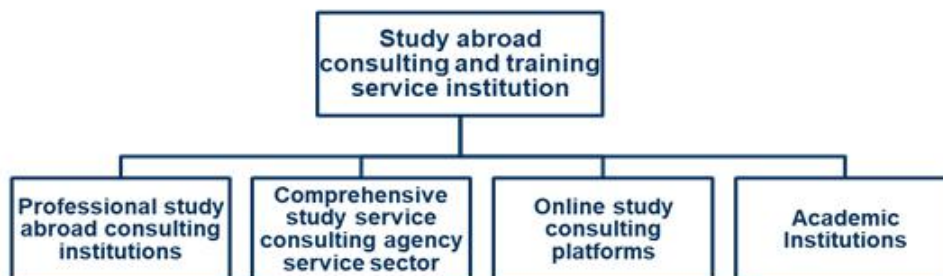 Study abroad
consulting and training
service institution
Professional study
abroad consulting
institutions
Comprehensive
study service
consulting agency
service sector
Online study
consulting
platforms
Academic
Institutions